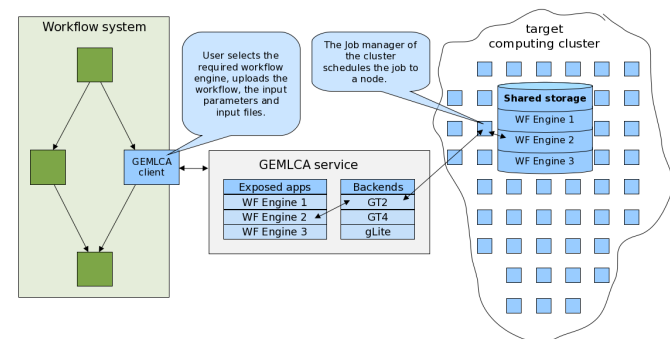 Workflow system
User selects the
required workflow
engine, uploads the
workflow, the input
parameters and
input files.
The Job manager of
the cluster
schedules the job to
a node.
target
computing cluster
Shared storage
WF Engine 1
WF Engine 2
WF Engine 3
GEMLCA
client
GEMLCA service
Exposed apps
WF Engine 1
WF Engine 2
WF Engine 3
Backends
GT2
GT4
gLite